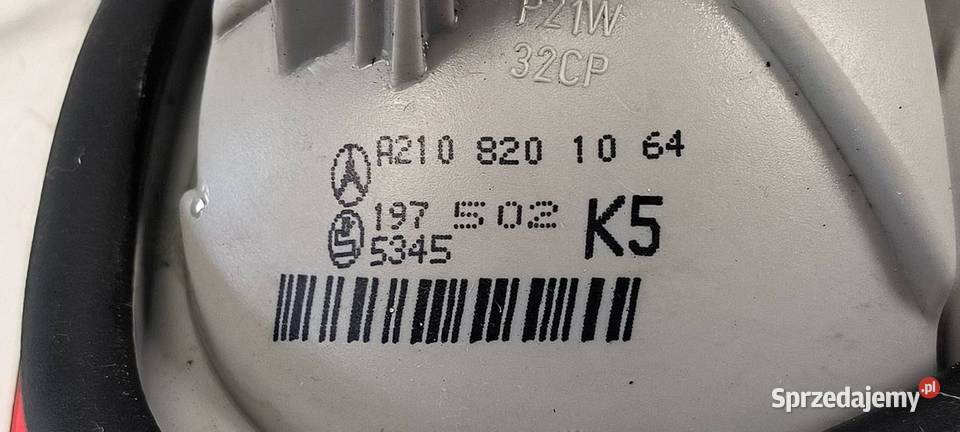 P21W
32CP
A210 820 10 64
197 502 K5
5345
Sprzedajemy.pl